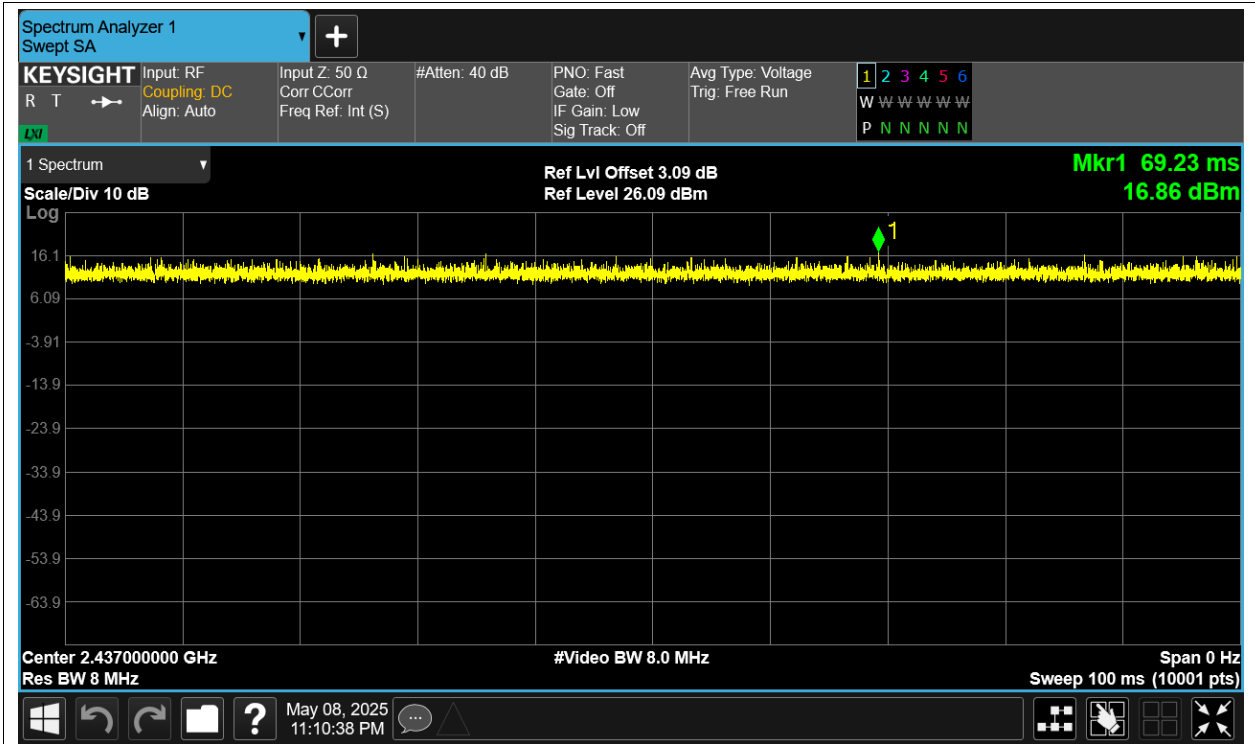 Spectrum Analyzer 1
Swept SA
+
KEYSIGHT
R T
LXI
Input: RF
Coupling: DC
Align: Auto
Input Z: 50 Ω
Corr CCorr
Freq Ref: Int (S)
#Atten: 40 dB
PNO: Fast
Gate: Off
IF Gain: Low
Sig Track: Off
Avg Type: Voltage
Trig: Free Run
1 2 3 4 5 6
W W W W W W
P N N N N N
1 Spectrum
Scale/Div 10 dB
Ref Lvl Offset 3.09 dB
Ref Level 26.09 dBm
Mkr1 69.23 ms
16.86 dBm
Log
1
16.1
6.09
-3.91
-13.9
-23.9
-33.9
-43.9
-53.9
-63.9
Center 2.437000000 GHz
Res BW 8 MHz
#Video BW 8.0 MHz
Span 0 Hz
Sweep 100 ms (10001 pts)
?
May 08, 2025
11:10:38 PM